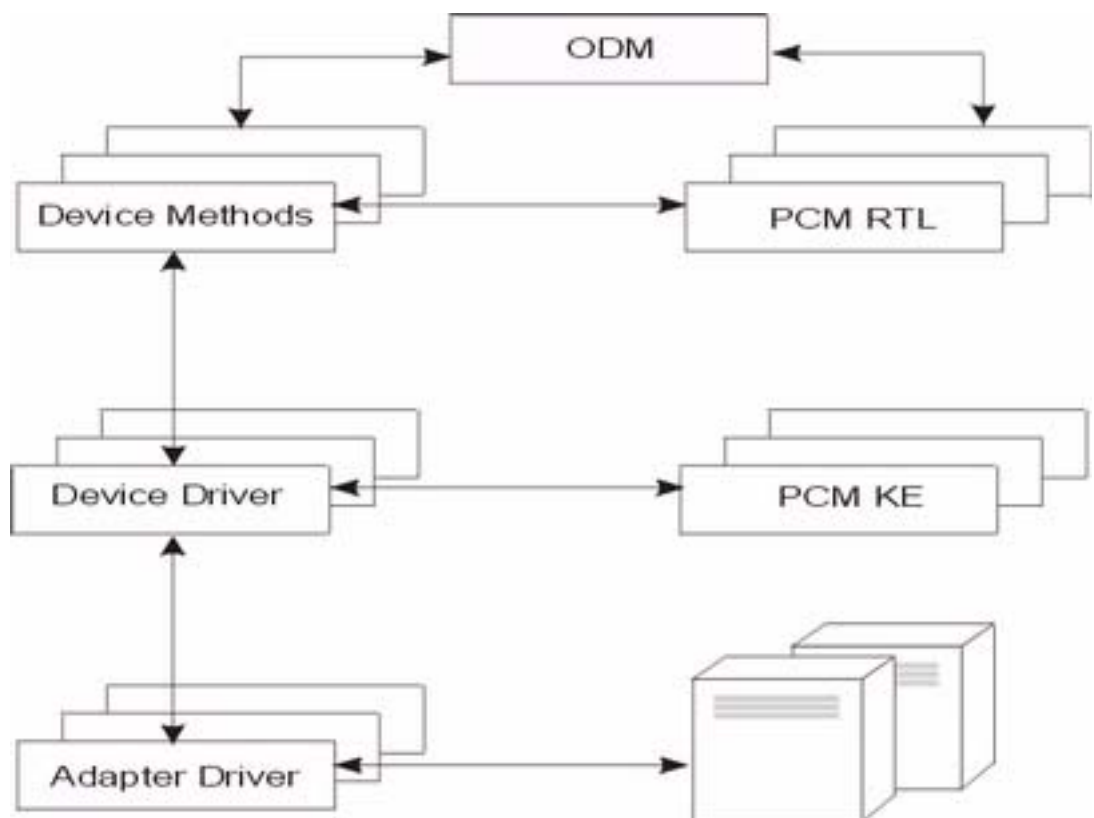 ODM
Device Methods
PCM RTL
Device Driver
PCM KE
Adapter Driver